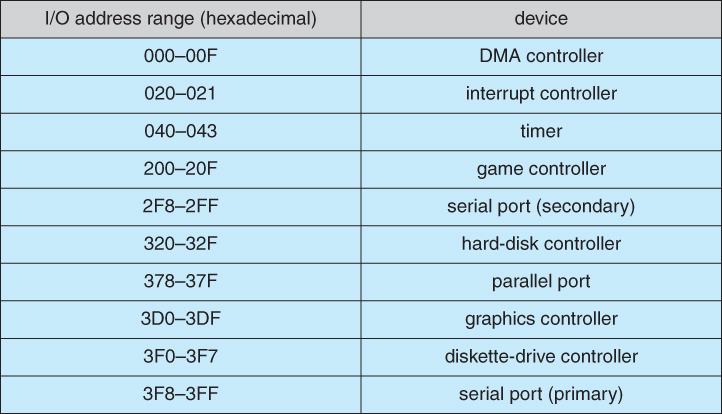 I/O address range (hexadecimal) device
000–00F DMA controller
020–021 interrupt controller
040–043 timer
200–20F game controller
2F8–2FF serial port (secondary)
320–32F hard-disk controller
378–37F parallel port
3D0–3DF graphics controller
3F0–3F7 diskette-drive controller
3F8–3FF serial port (primary)